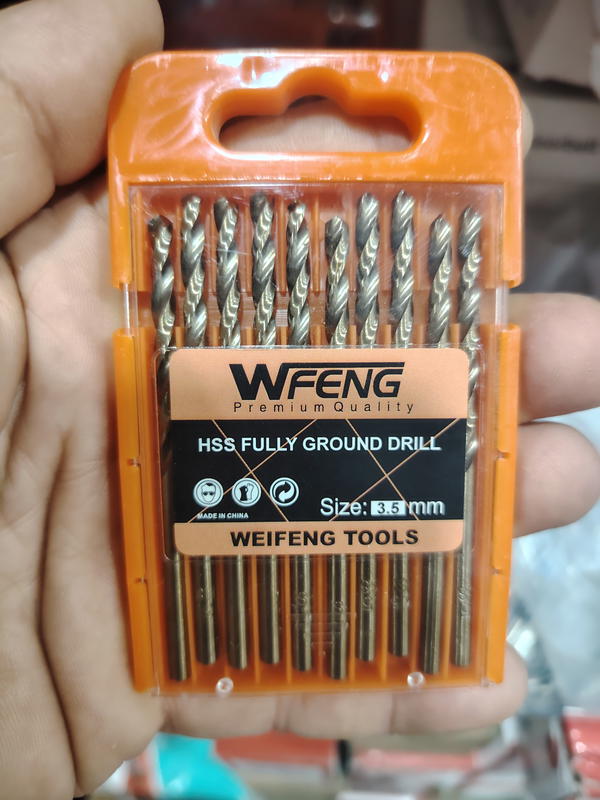 WFENG
Premium Quality
HSS FULLY GROUND DRILL
MADE IN CHINA
Size: 3.5 mm
WEIFENG TOOLS